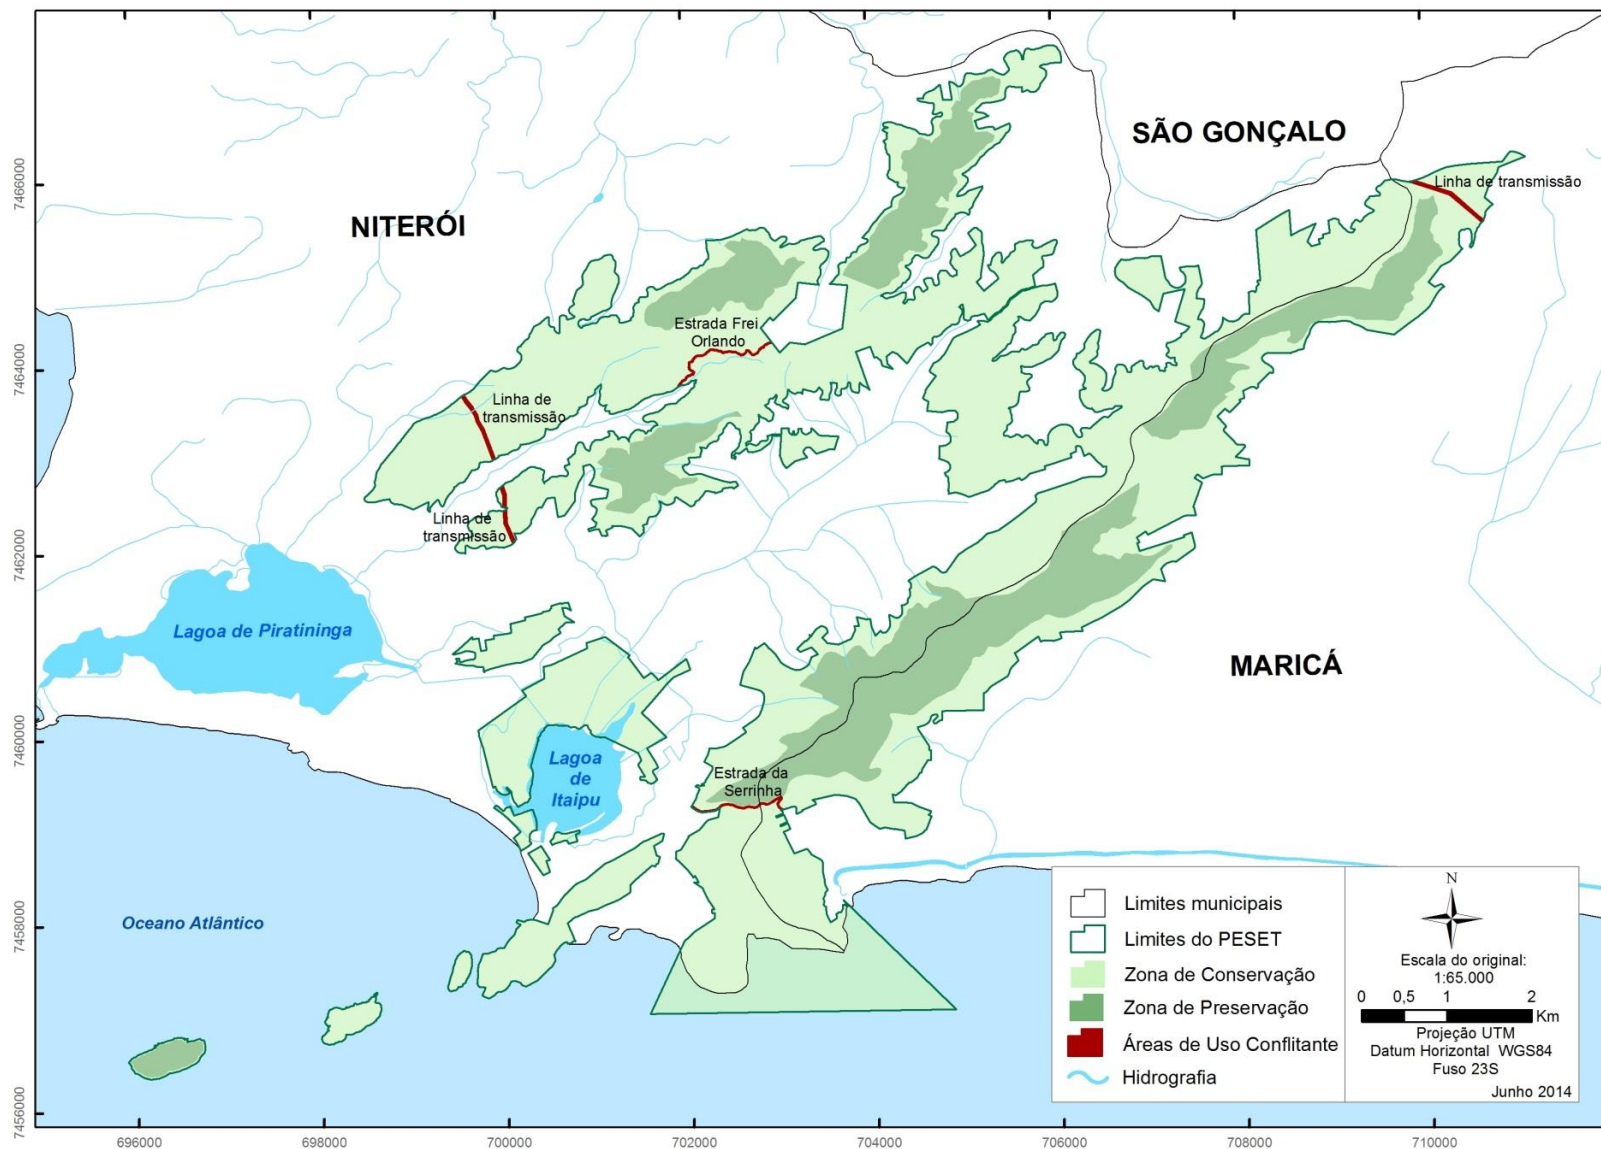 SÃO GONÇALO
Linha de transmissão
NITERÓI
Estrada Frei
Orlando
Linha de
transmissão
Linha de
transmissão
Lagoa de Piratininga
MARICÁ
Lagoa
de
Itaipu
Estrada da
Serrinha
Oceano Atlântico
7466000
7464000
7462000
7460000
7458000
7456000
696000
698000
700000
702000
704000
706000
708000
710000
Limites municipais
Limites do PESET
Zona de Conservação
Zona de Preservação
Áreas de Uso Conflitante
Hidrografia
N
Escala do original:
1:65.000
0 0,5 1 2
Km
Projeção UTM
Datum Horizontal WGS84
Fuso 23S
Junho 2014